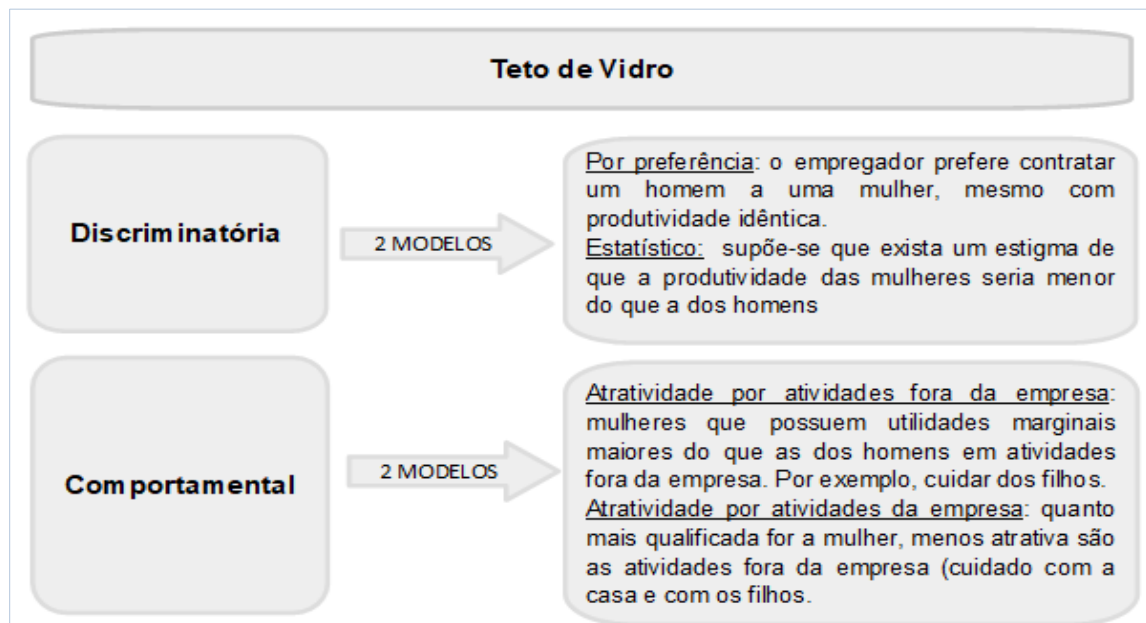 Teto de Vidro
Discriminatória
2 MODELOS
Por preferência: o empregador prefere contratar
um homem a uma mulher, mesmo com
produtividade idêntica.
Estatístico: supõe-se que exista um estigma de
que a produtividade das mulheres seria menor
do que a dos homens
Comportamental
2 MODELOS
Atratividade por atividades fora da empresa:
mulheres que possuem utilidades marginais
maiores do que as dos homens em atividades
fora da empresa. Por exemplo, cuidar dos filhos.
Atratividade por atividades da empresa: quanto
mais qualificada for a mulher, menos atrativa são
as atividades fora da empresa (cuidado com a
casa e com os filhos.